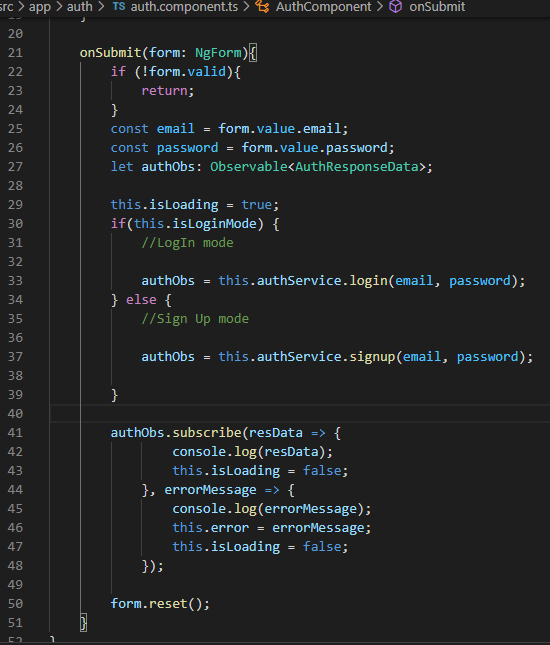 src > app > auth > TS auth.component.ts > AuthComponent > onSubmit
20
21 onSubmit(form: NgForm){
22 if (!form.valid){
23 return;
24 }
25 const email = form.value.email;
26 const password = form.value.password;
27 let authObs: Observable<AuthResponseData>;
28
29 this.isLoading = true;
30 if(this.isLoginMode) {
31 //LogIn mode
32
33 authObs = this.authService.login(email, password);
34 } else {
35 //Sign Up mode
36
37 authObs = this.authService.signup(email, password);
38
39 }
40
41 authObs.subscribe(resData => {
42 console.log(resData);
43 this.isLoading = false;
44 }, errorMessage => {
45 console.log(errorMessage);
46 this.error = errorMessage;
47 this.isLoading = false;
48 });
49
50 form.reset();
51 }
52 }